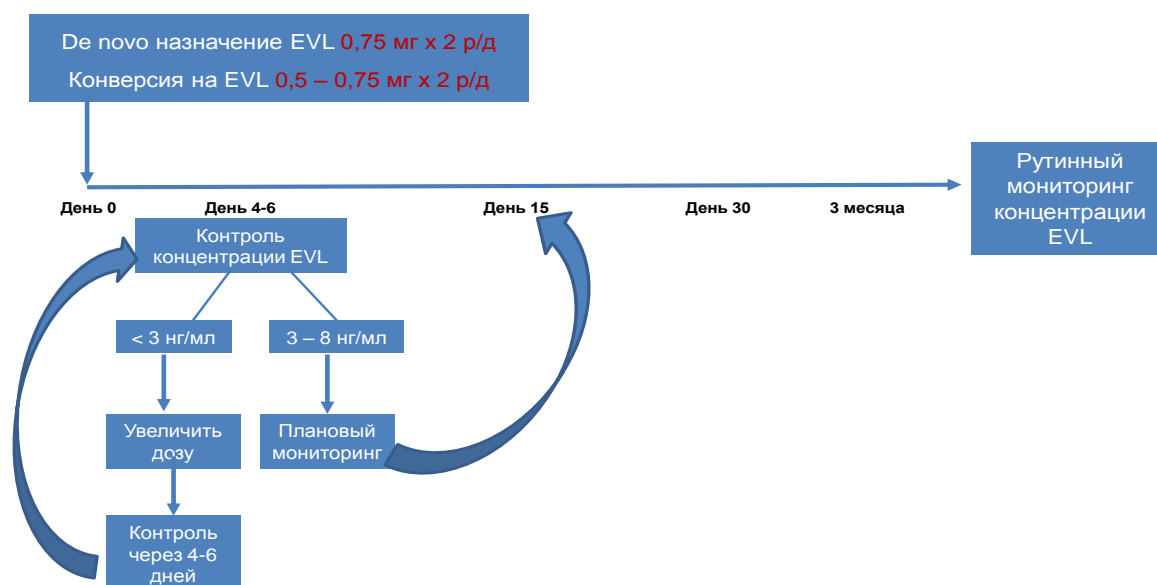 De novo назначение EVL 0,75 мг х 2 р/д
Конверсия на EVL 0,5 – 0,75 мг х 2 р/д
Рутинный
мониторинг
концентрации
EVL
День 0
День 4-6
День 15
День 30
3 месяца
Контроль
концентрации EVL
< 3 нг/мл
3 – 8 нг/мл
Увеличить
дозу
Плановый
мониторинг
Контроль
через 4-6
дней